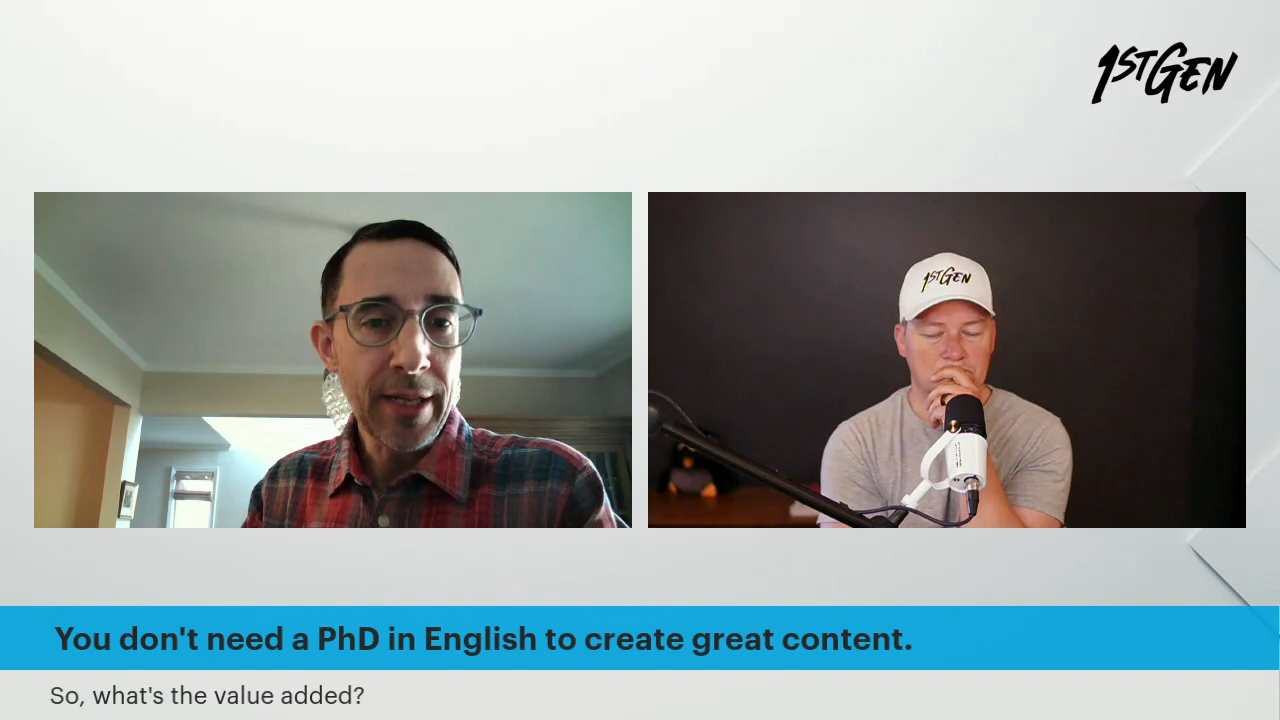 1STGEN
1STGEN
You don't need a PhD in English to create great content.
So, what's the value added?